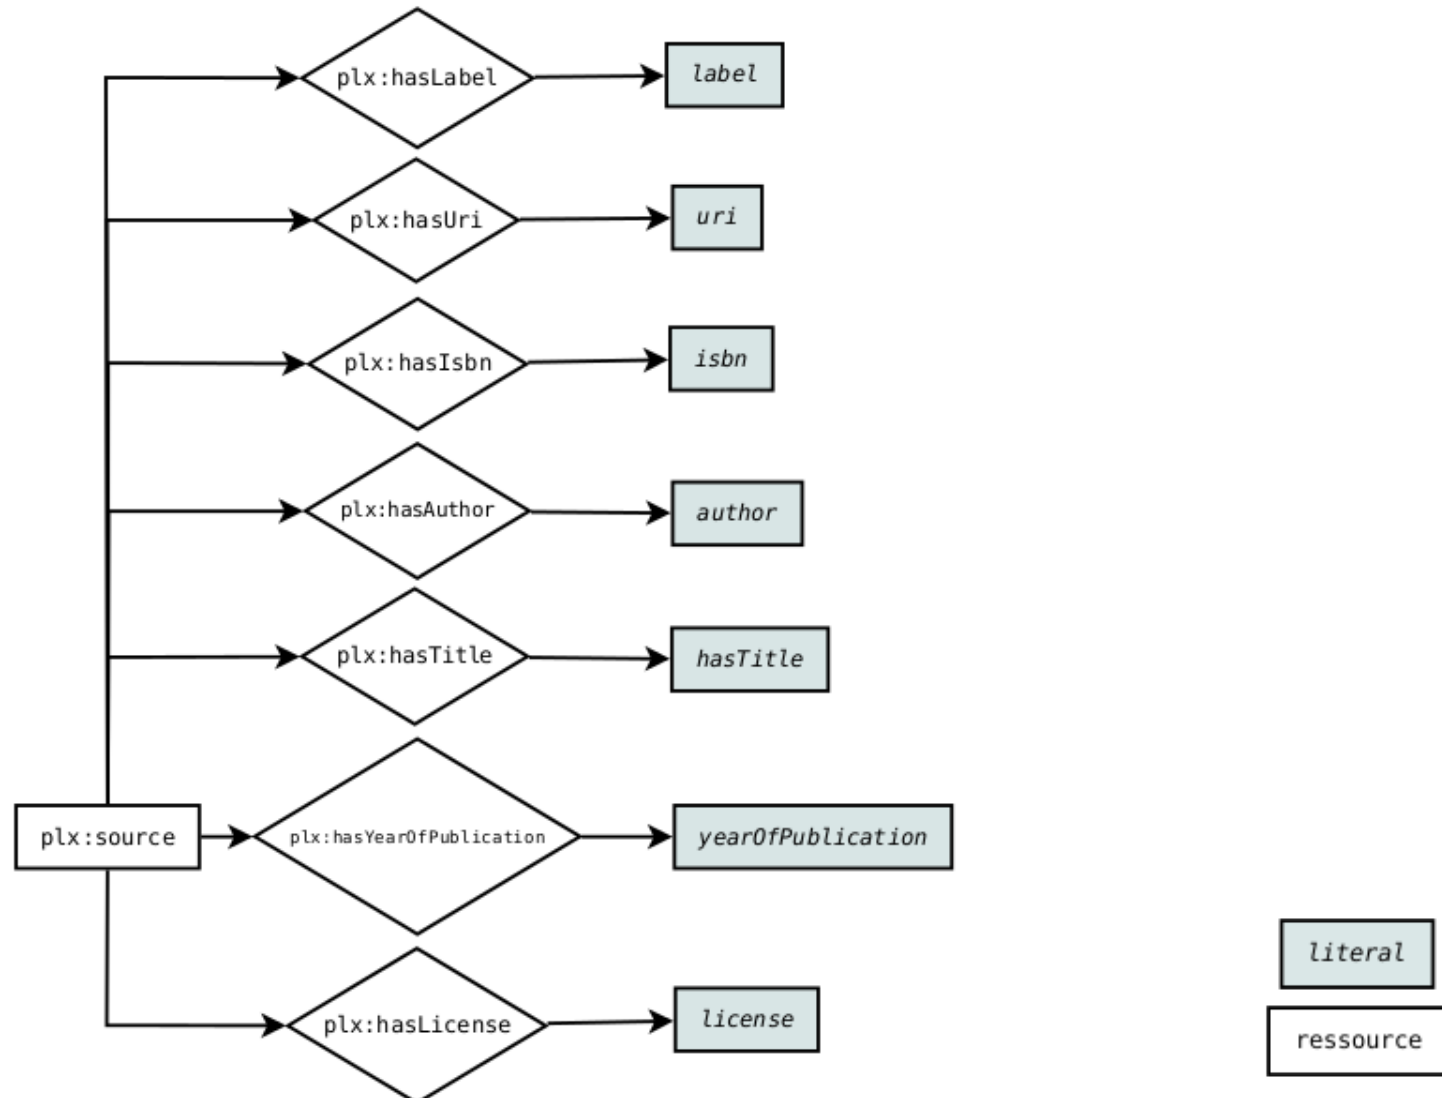 plx:hasLabel
label
plx:hasUri
uri
plx:hasIsbn
isbn
plx:hasAuthor
author
plx:hasTitle
hasTitle
plx:source
plx:hasYearOfPublication
yearOfPublication
plx:hasLicense
license
literal
ressource